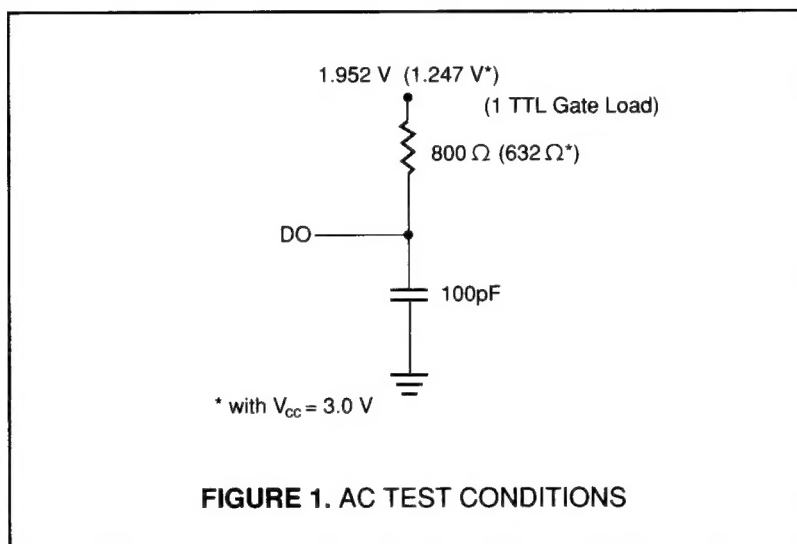 1.952 V (1.247 V*)
(1 TTL Gate Load)
800 Ω (632 Ω*)
DO
100pF
* with Vcc = 3.0 V
FIGURE 1. AC TEST CONDITIONS